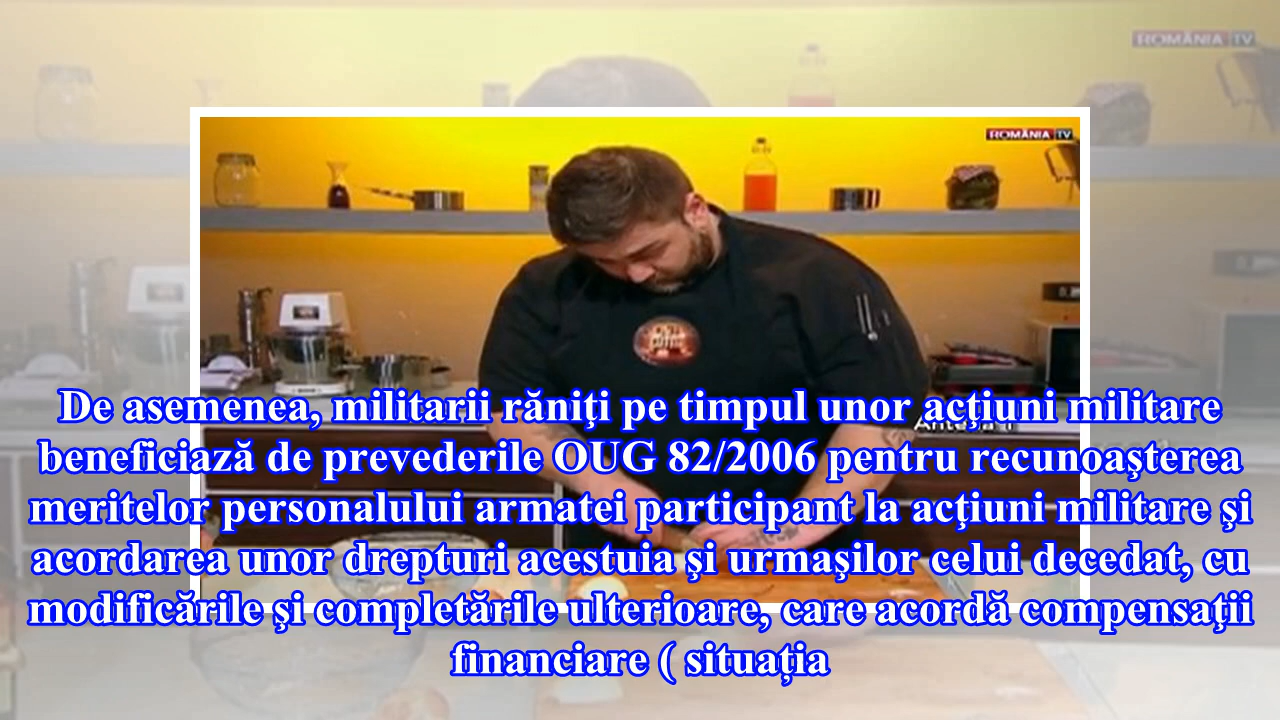 ROMÂNIA TV
ROMÂNIA TV
De asemenea, militarii răniţi pe timpul unor acţiuni militare
beneficiază de prevederile OUG 82/2006 pentru recunoaşterea
meritelor personalului armatei participant la acţiuni militare şi
acordarea unor drepturi acestuia şi urmaşilor celui decedat, cu
modificările şi completările ulterioare, care acordă compensaţii
financiare ( situația